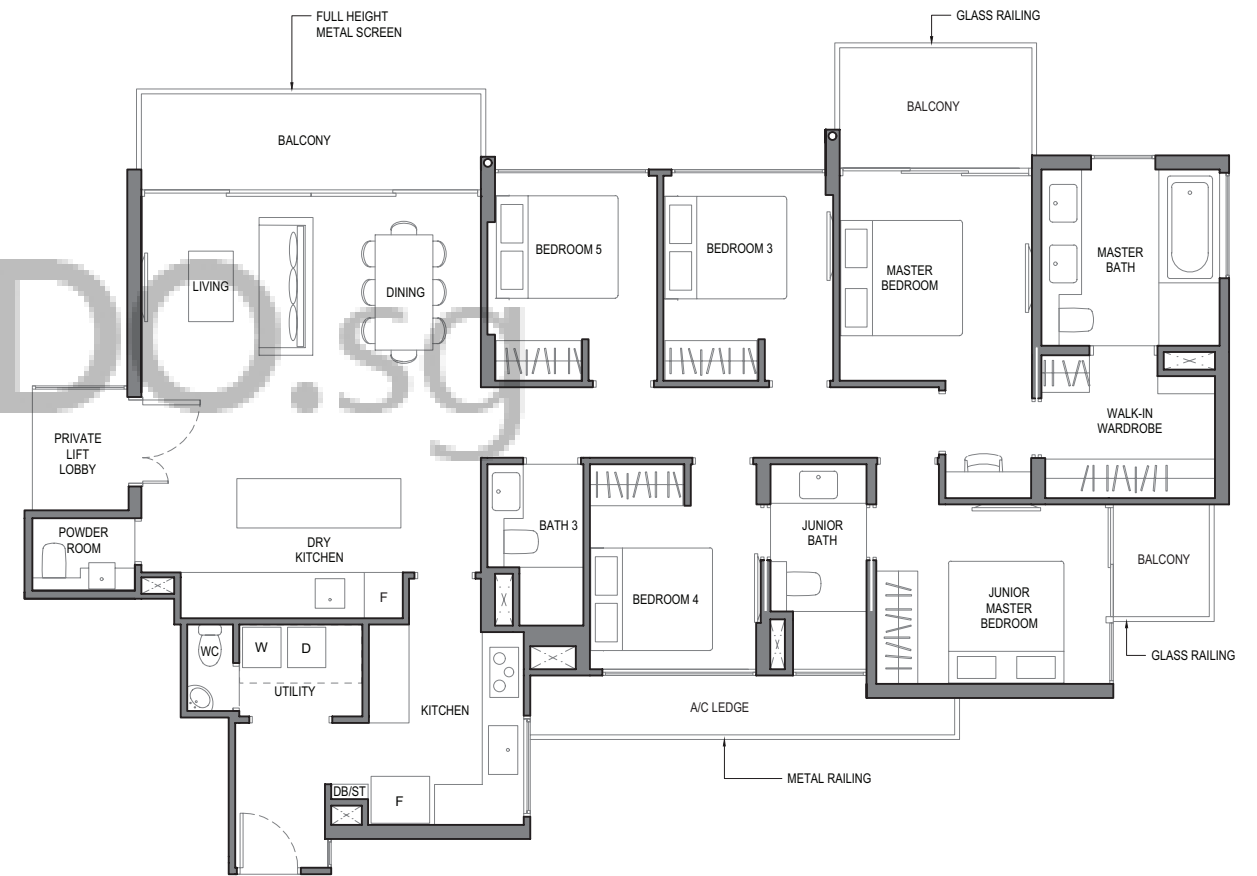 FULL HEIGHT
METAL SCREEN
GLASS RAILING
BALCONY
BALCONY
BEDROOM 5
BEDROOM 3
MASTER
BEDROOM
MASTER
BATH
LIVING
DINING
DO.sg
PRIVATE
LIFT
LOBBY
WALK-IN
WARDROBE
POWDER
ROOM
DRY
KITCHEN
BATH 3
JUNIOR
BATH
BALCONY
F
BEDROOM 4
JUNIOR
MASTER
BEDROOM
WC
W
D
GLASS RAILING
UTILITY
KITCHEN
A/C LEDGE
METAL RAILING
DB/ST
F